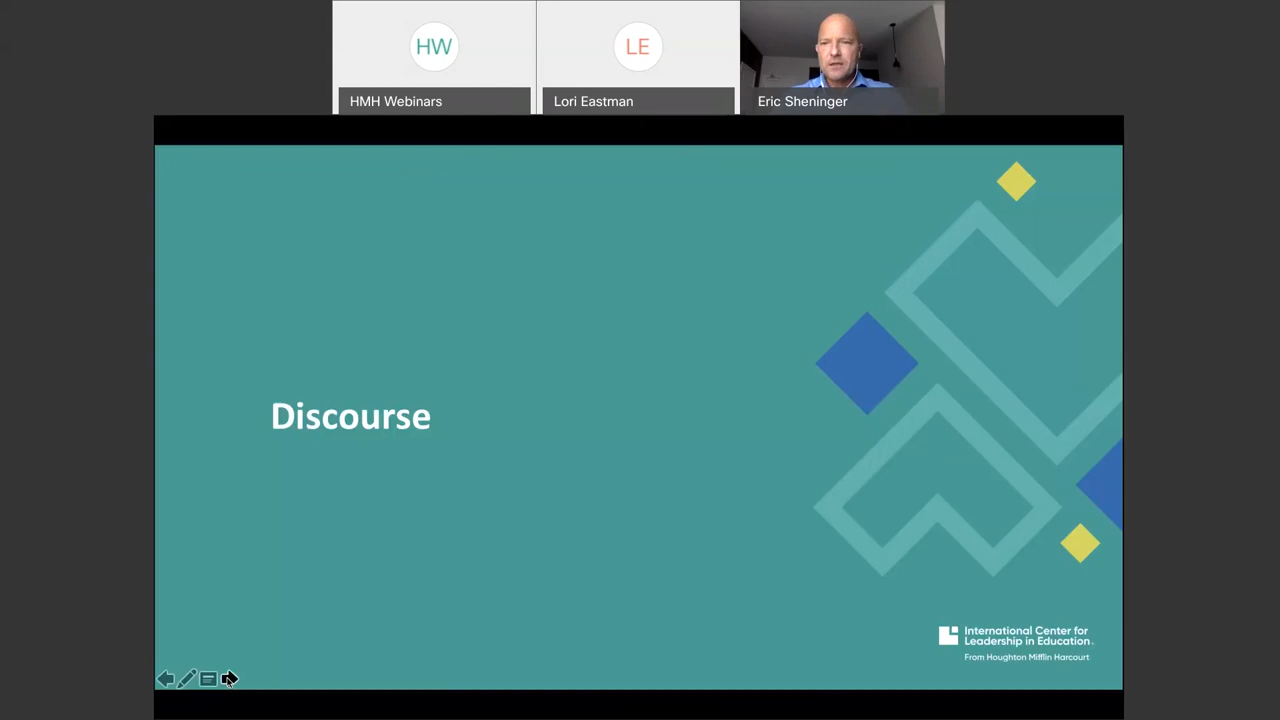 HW
LE
HMH Webinars
Lori Eastman
Eric Sheninger
Discourse
International Center for
Leadership in Education.
From Houghton Mifflin Harcourt